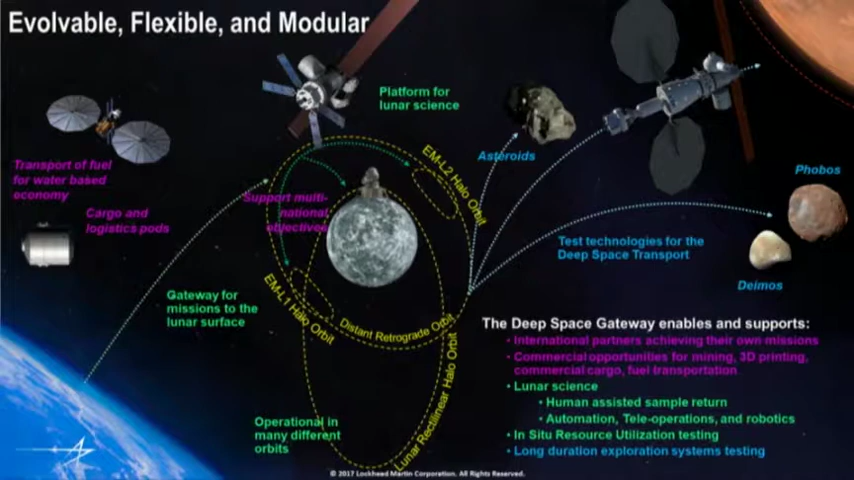 Evolvable, Flexible, and Modular
Platform for
lunar science
Transport of fuel
for water based
economy
Cargo and
logistics pods
Support multi-
national
objectives
EM-L2 Halo Orbit
Asteroids
Phobos
Test technologies for the
Deep Space Transport
Deimos
Gateway for
missions to the
lunar surface
EM-L1 Halo Orbit
Distant Retrograde Orbit
Lunar Rectilinear Halo Orbit
Operational in
many different
orbits
The Deep Space Gateway enables and supports:
• International partners achieving their own missions
• Commercial opportunities for mining, 3D printing,
commercial cargo, fuel transportation
• Lunar science
• Human assisted sample return
• Automation, Tele-operations, and robotics
• In Situ Resource Utilization testing
• Long duration exploration systems testing
© 2017 Lockheed Martin Corporation. All Rights Reserved.